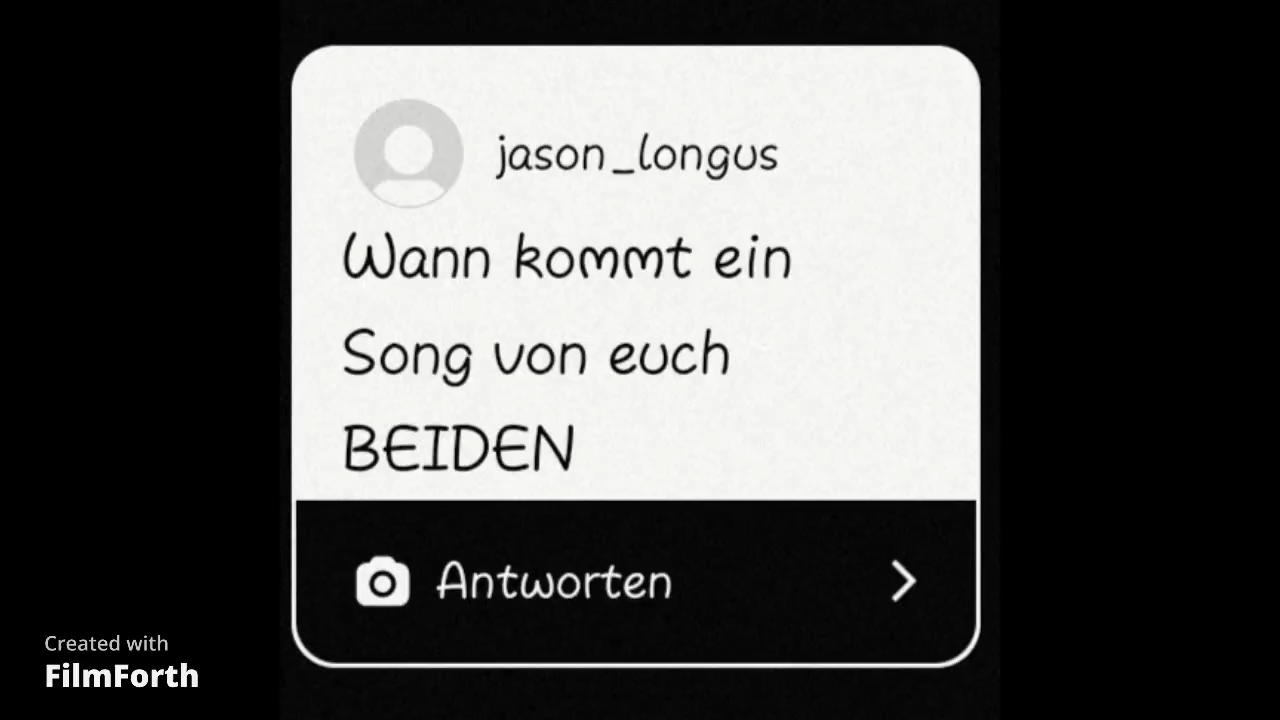 jason_longus
Wann kommt ein
Song von euch
BEIDEN
Antworten
Created with
FilmForth